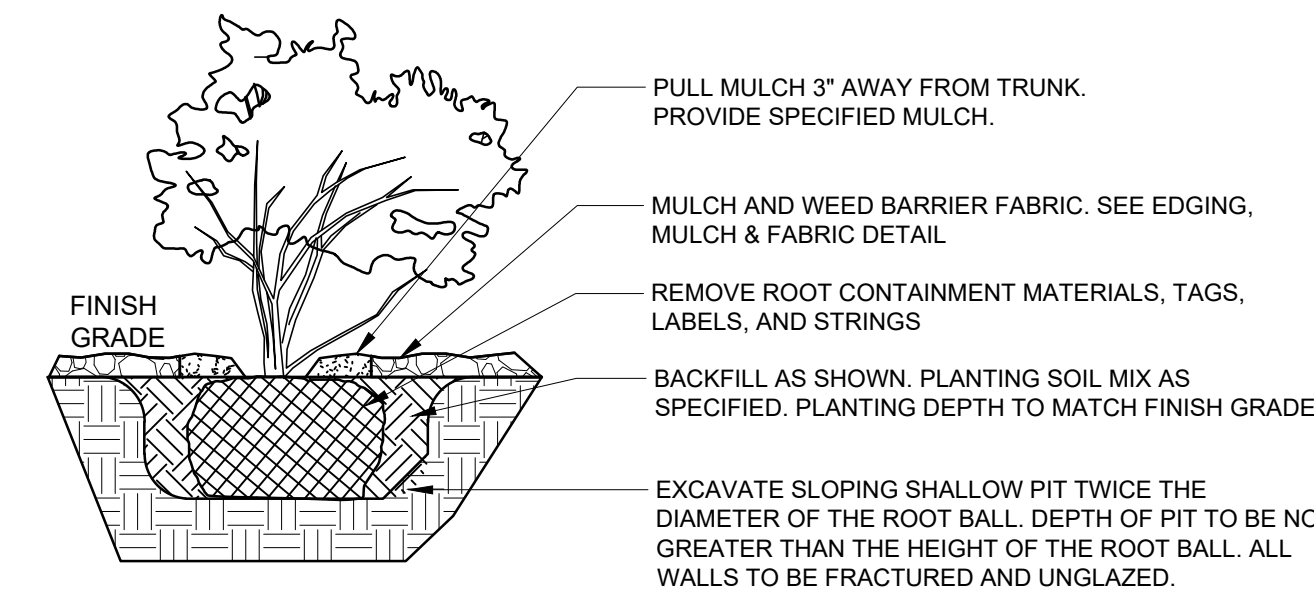 PULL MULCH 3" AWAY FROM TRUNK.
PROVIDE SPECIFIED MULCH.
MULCH AND WEED BARRIER FABRIC. SEE EDGING,
MULCH & FABRIC DETAIL
REMOVE ROOT CONTAINMENT MATERIALS, TAGS,
LABELS, AND STRINGS
FINISH
GRADE
BACKFILL AS SHOWN. PLANTING SOIL MIX AS
SPECIFIED. PLANTING DEPTH TO MATCH FINISH GRADE
EXCAVATE SLOPING SHALLOW PIT TWICE THE
DIAMETER OF THE ROOT BALL. DEPTH OF PIT TO BE NO
GREATER THAN THE HEIGHT OF THE ROOT BALL. ALL
WALLS TO BE FRACTURED AND UNGLAZED.